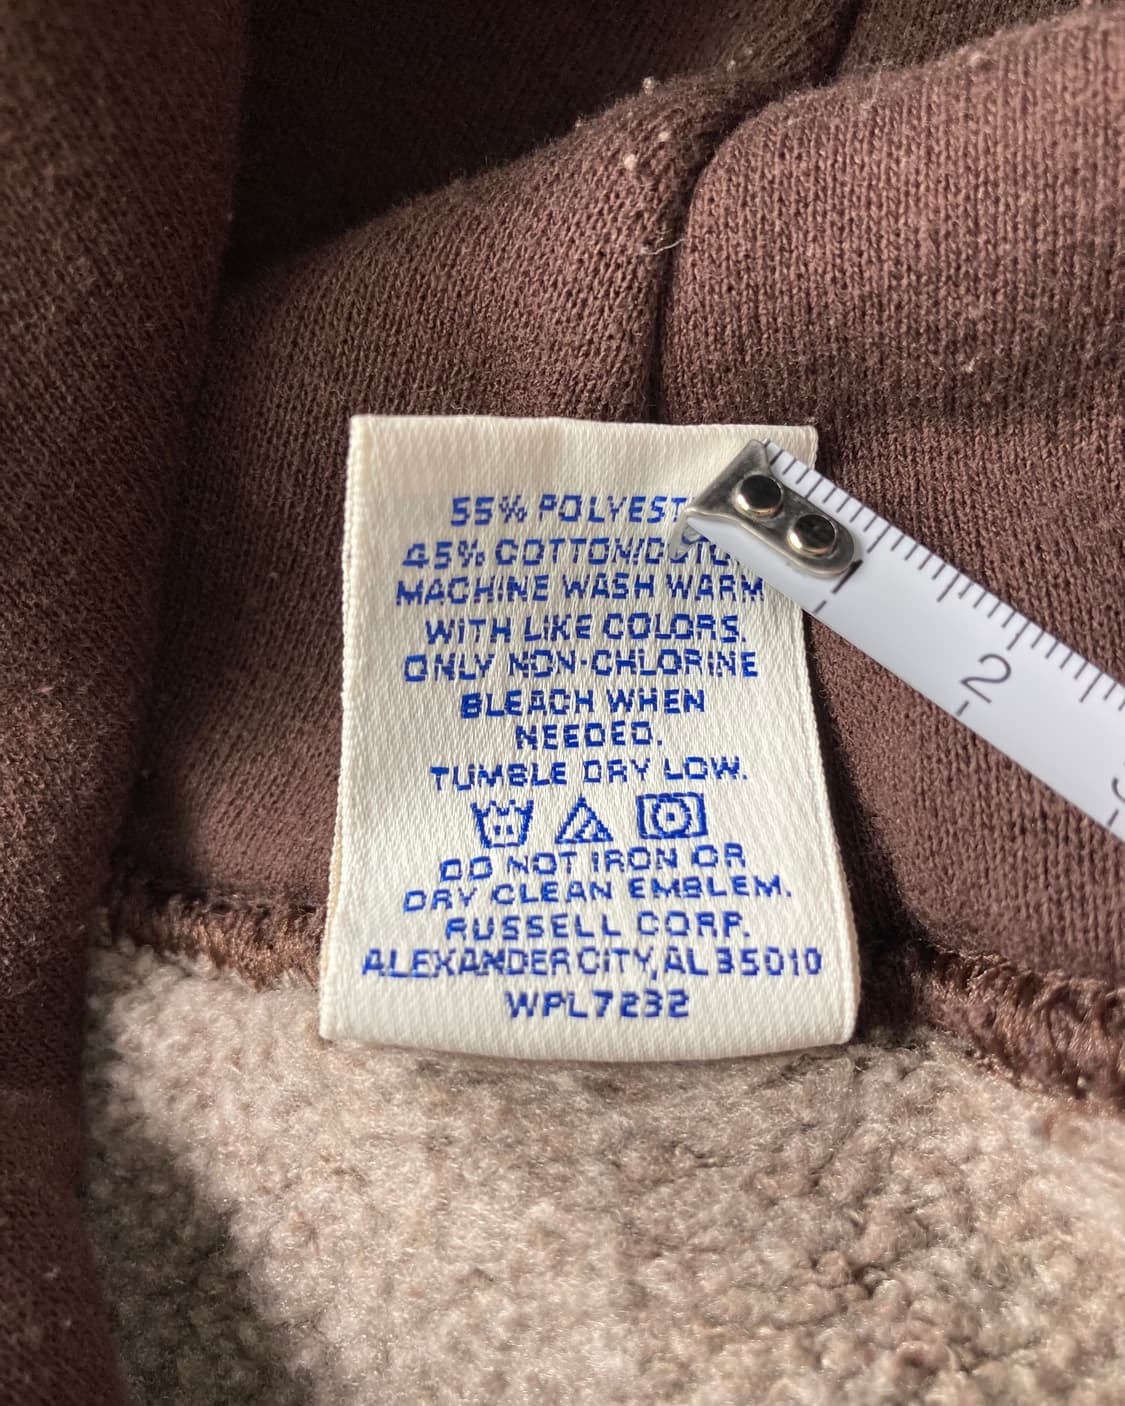 55% POLYEST
45% COTTON/COTON
MACHINE WASH WARM
WITH LIKE COLORS.
ONLY NON-CHLORINE
BLEACH WHEN
NEEDED.
TUMBLE DRY LOW.
DO NOT IRON OR
DRY CLEAN EMBLEM.
RUSSELL CORP.
ALEXANDER CITY, AL 35010
WPL7232
2